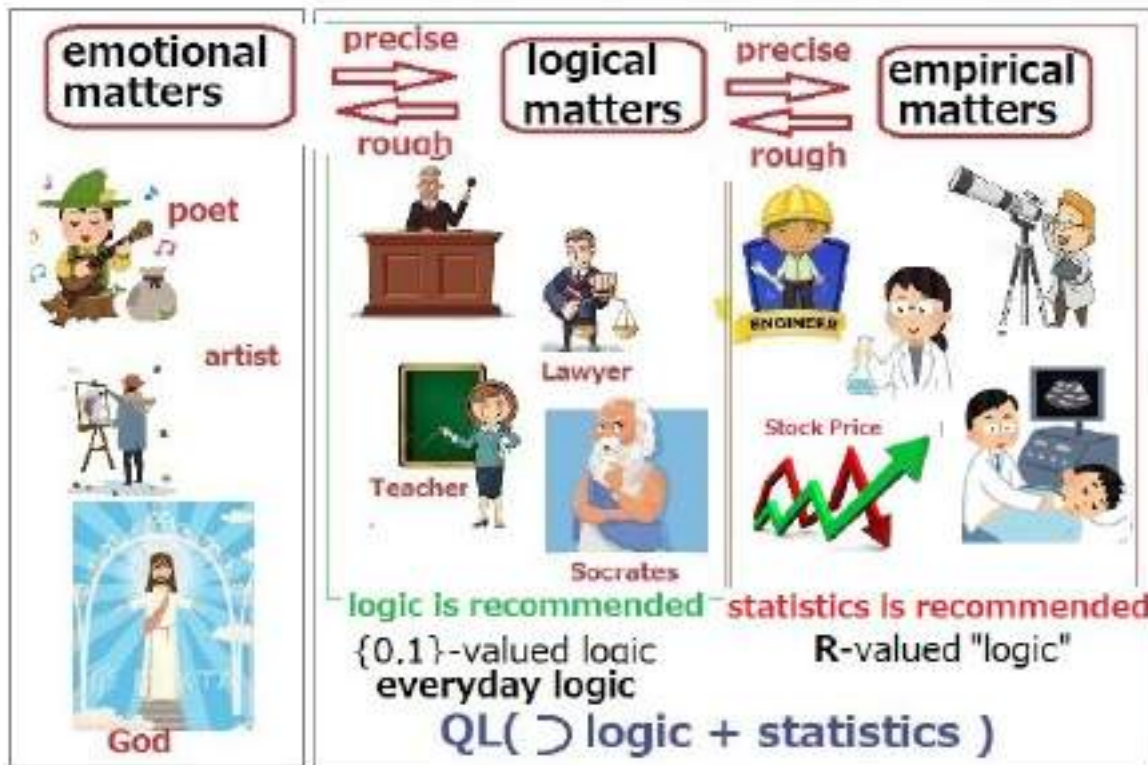 emotional
matters
precise
rough
logical
matters
precise
rough
empirical
matters
poet
artist
God
Lawyer
Teacher
Socrates
ENGINEER
Stock Price
logic is recommended
{0,1}-valued logic
everyday logic
statistics is recommended
R-valued "logic"
QL( ⊃ logic + statistics )